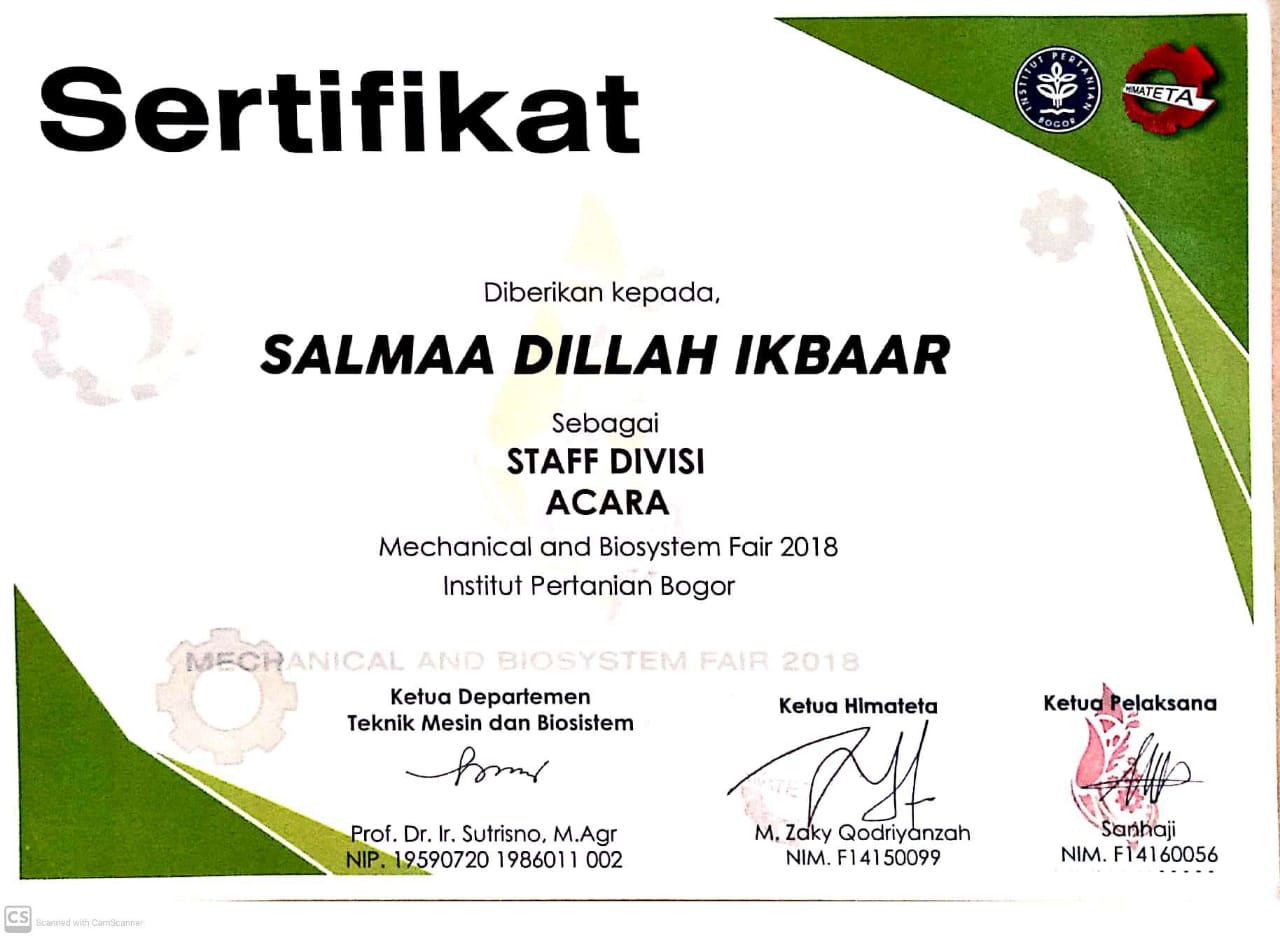 Sertifikat
INSTITUT PERTANIAN
BOGOR
HIMATETA
Diberikan kepada,
SALMAA DILLAH IKBAAR
Sebagai
STAFF DIVISI
ACARA
Mechanical and Biosystem Fair 2018
Institut Pertanian Bogor
MECHANICAL AND BIOSYSTEM FAIR 2018
Ketua Departemen
Teknik Mesin dan Biosistem
Prof. Dr. Ir. Sutrisno, M.Agr
NIP. 19590720 1986011 002
Ketua Himateta
M. Zaky Qodriyanzah
NIM. F14150099
Ketua Pelaksana
Sanhaji
NIM. F14160056
CS Scanned with CamScanner